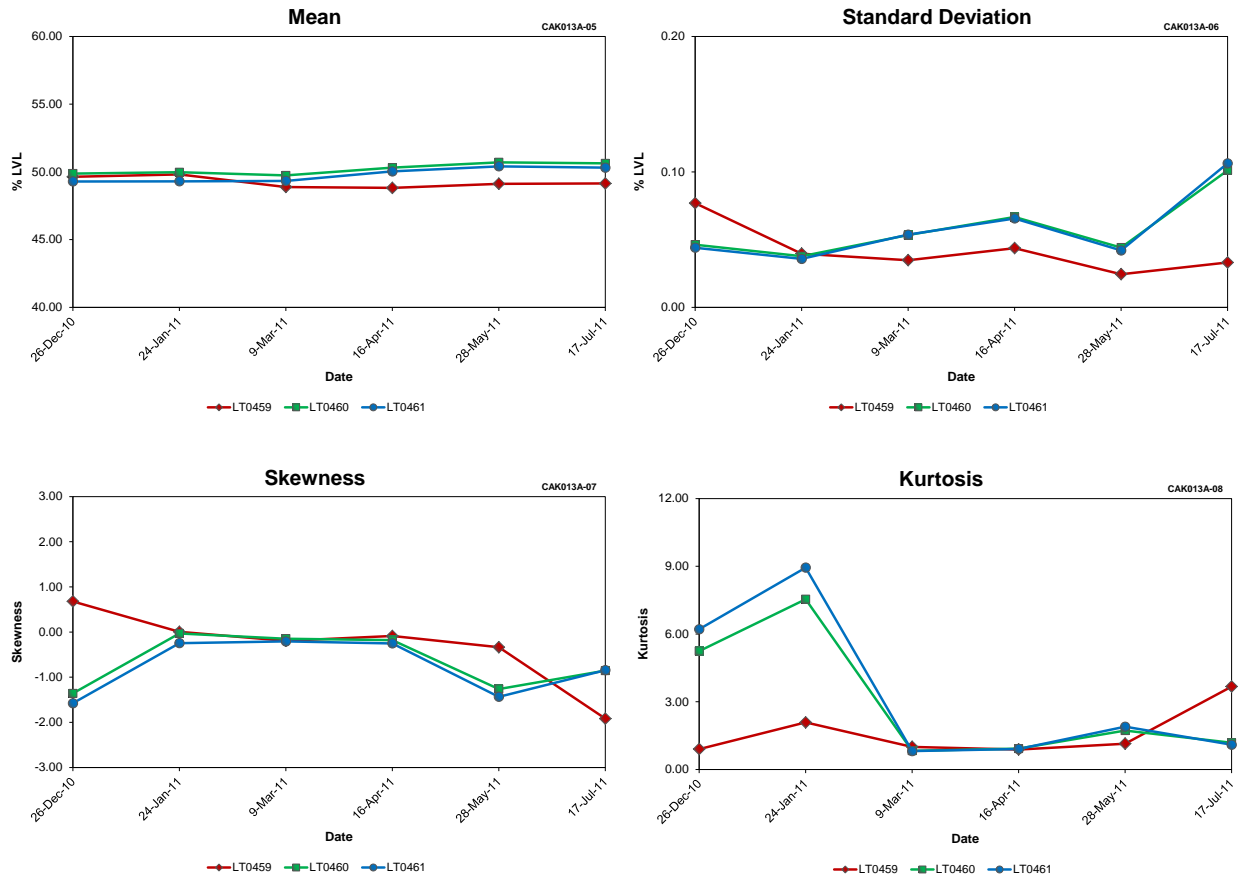 Mean
CAK013A-05
60.00
55.00
50.00
45.00
40.00
% LVL
26-Dec-10
24-Jan-11
9-Mar-11
16-Apr-11
28-May-11
17-Jul-11
Date
LT0459 LT0460 LT0461
Standard Deviation
CAK013A-06
0.20
0.10
0.00
% LVL
26-Dec-10
24-Jan-11
9-Mar-11
16-Apr-11
28-May-11
17-Jul-11
Date
LT0459 LT0460 LT0461
Skewness
CAK013A-07
3.00
2.00
1.00
0.00
-1.00
-2.00
-3.00
Skewness
26-Dec-10
24-Jan-11
9-Mar-11
16-Apr-11
28-May-11
17-Jul-11
Date
LT0459 LT0460 LT0461
Kurtosis
CAK013A-08
12.00
9.00
6.00
3.00
0.00
Kurtosis
26-Dec-10
24-Jan-11
9-Mar-11
16-Apr-11
28-May-11
17-Jul-11
Date
LT0459 LT0460 LT0461